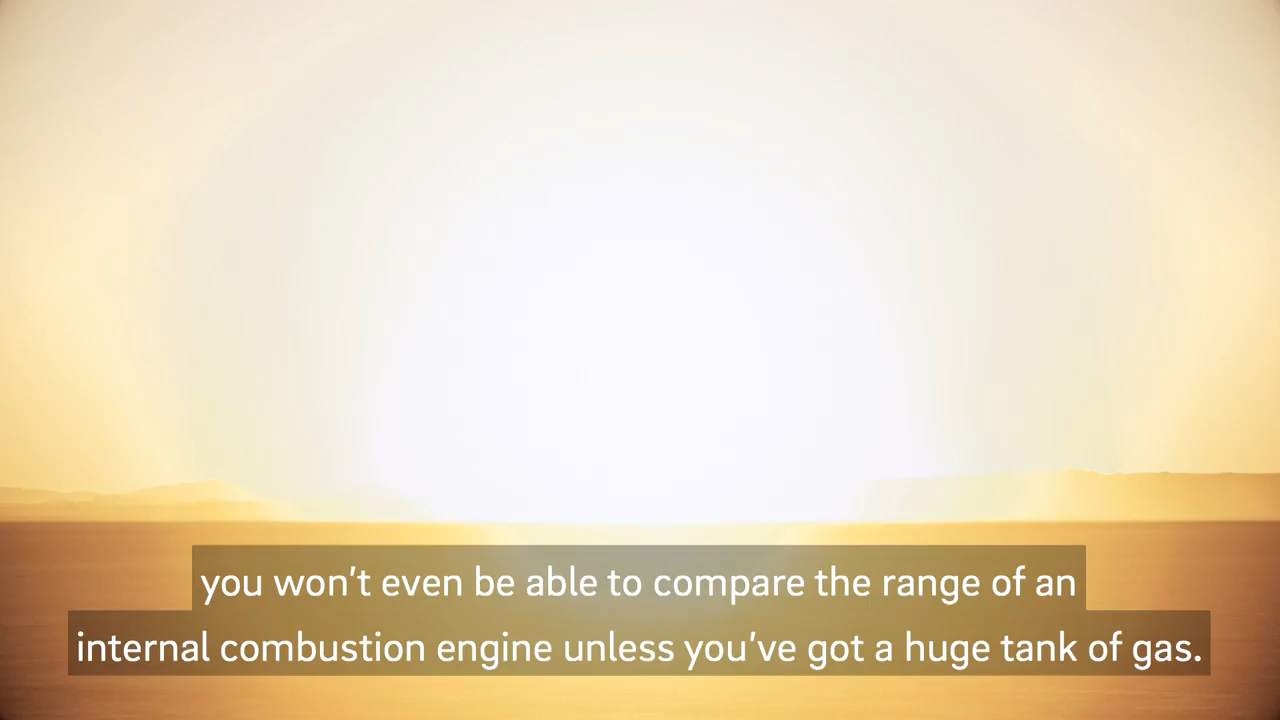 you won't even be able to compare the range of an
internal combustion engine unless you've got a huge tank of gas.